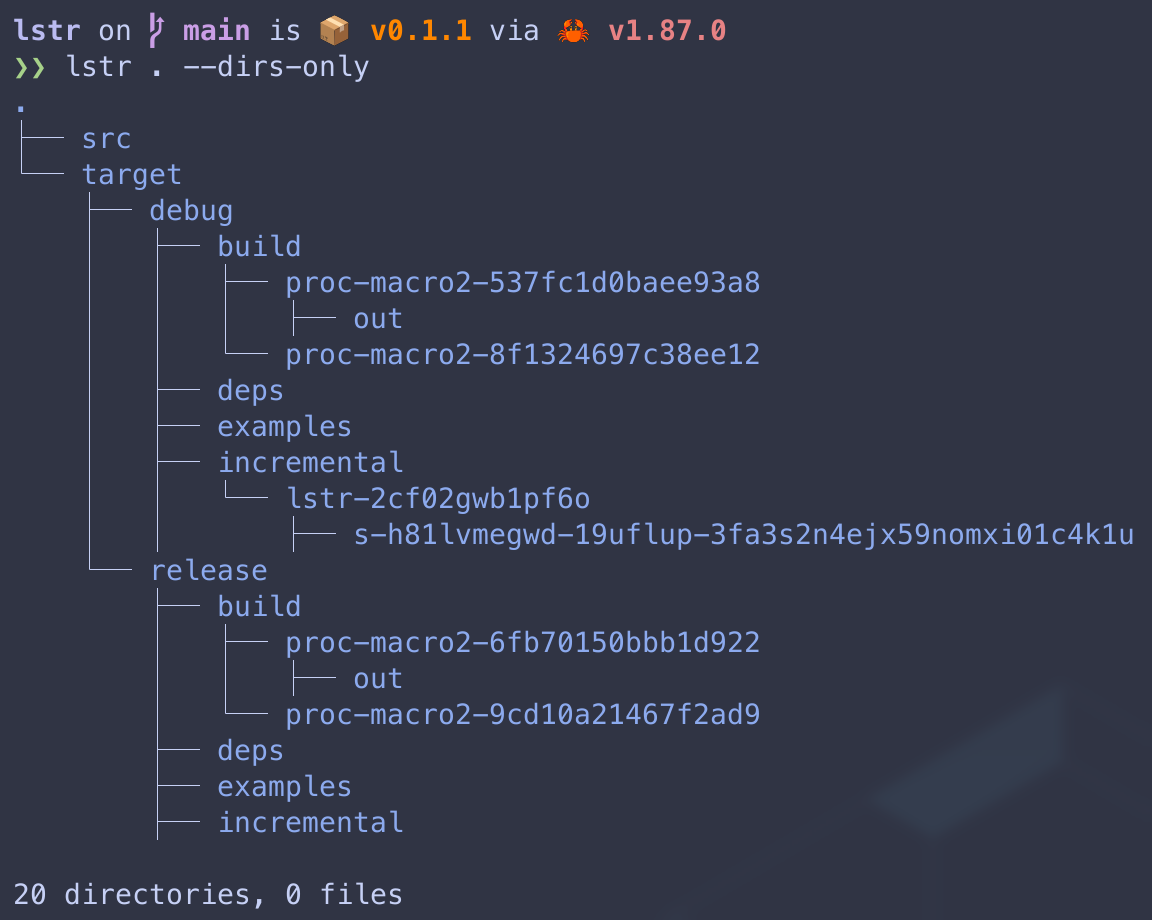 lstr on main is 📦 v0.1.1 via 🦀 v1.87.0
❯❯ lstr . --dirs-only
.
├── src
└── target
    ├── debug
    │   ├── build
    │   │   ├── proc-macro2-537fc1d0baee93a8
    │   │   │   ├── out
    │   │   └── proc-macro2-8f1324697c38ee12
    │   ├── deps
    │   ├── examples
    │   ├── incremental
    │   │   └── lstr-2cf02gwb1pf6o
    │   │       ├── s-h81lvmegwd-19uflup-3fa3s2n4ejx59nomxi01c4k1u
    └── release
        ├── build
        │   ├── proc-macro2-6fb70150bbb1d922
        │   │   ├── out
        │   └── proc-macro2-9cd10a21467f2ad9
        ├── deps
        ├── examples
        ├── incremental
20 directories, 0 files